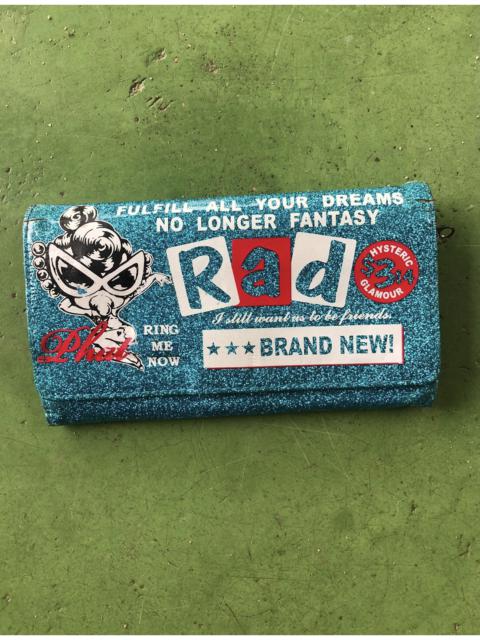 FULFILL ALL YOUR DREAMS
NO LONGER FANTASY
Rad
HYSTERIC
GLAMOUR
I still want us to be friends.
Phat
RING
ME
NOW
★★★BRAND NEW!